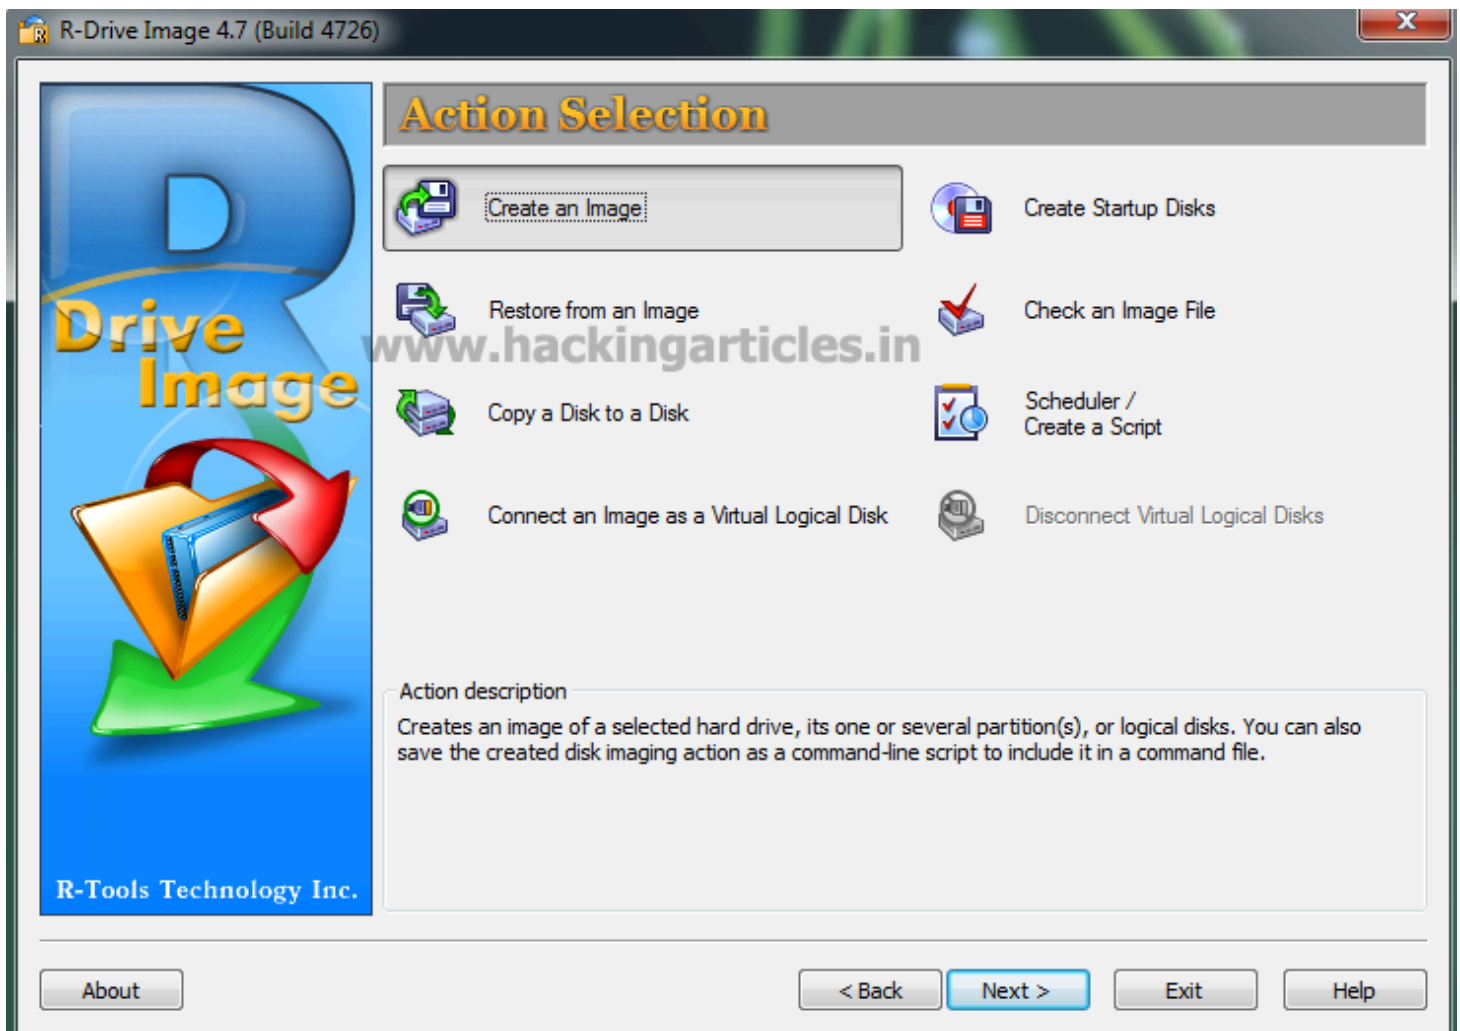 R-Drive Image 4.7 (Build 4726)
Drive
Image
R-Tools Technology Inc.
Action Selection
Create an Image
Create Startup Disks
Restore from an Image
Check an Image File
www.hackingarticles.in
Copy a Disk to a Disk
Scheduler /
Create a Script
Connect an Image as a Virtual Logical Disk
Disconnect Virtual Logical Disks
Action description
Creates an image of a selected hard drive, its one or several partition(s), or logical disks. You can also
save the created disk imaging action as a command-line script to include it in a command file.
About
< Back
Next >
Exit
Help